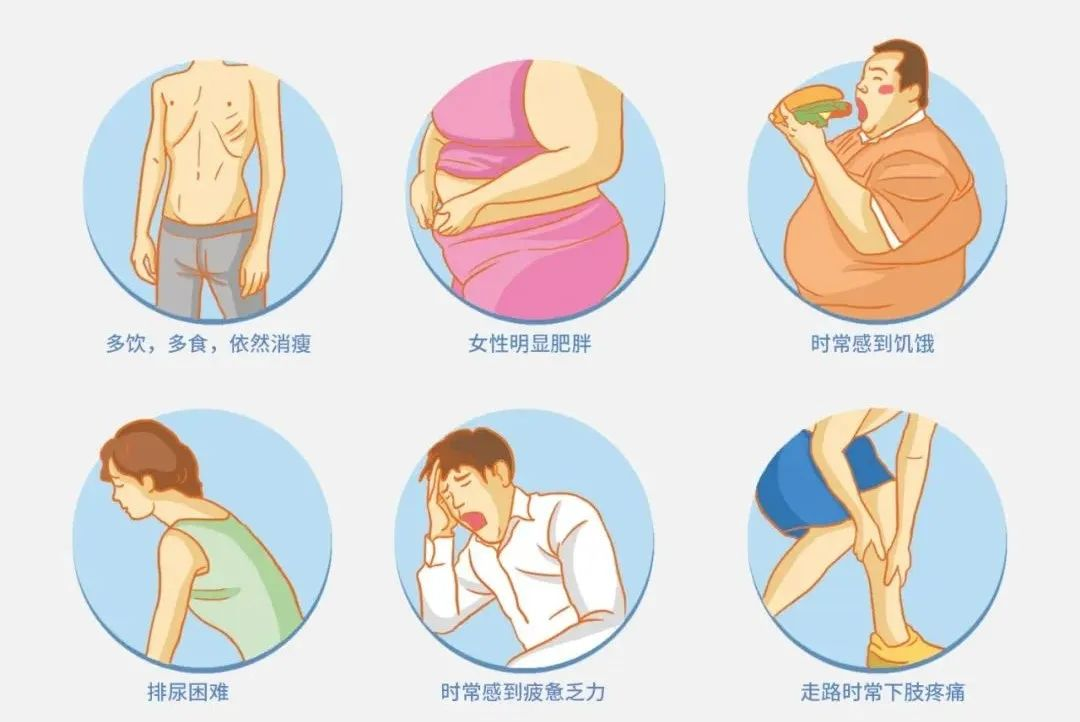 多饮，多食，依然消瘦
女性明显肥胖
时常感到饥饿
排尿困难
时常感到疲惫乏力
走路时常下肢疼痛